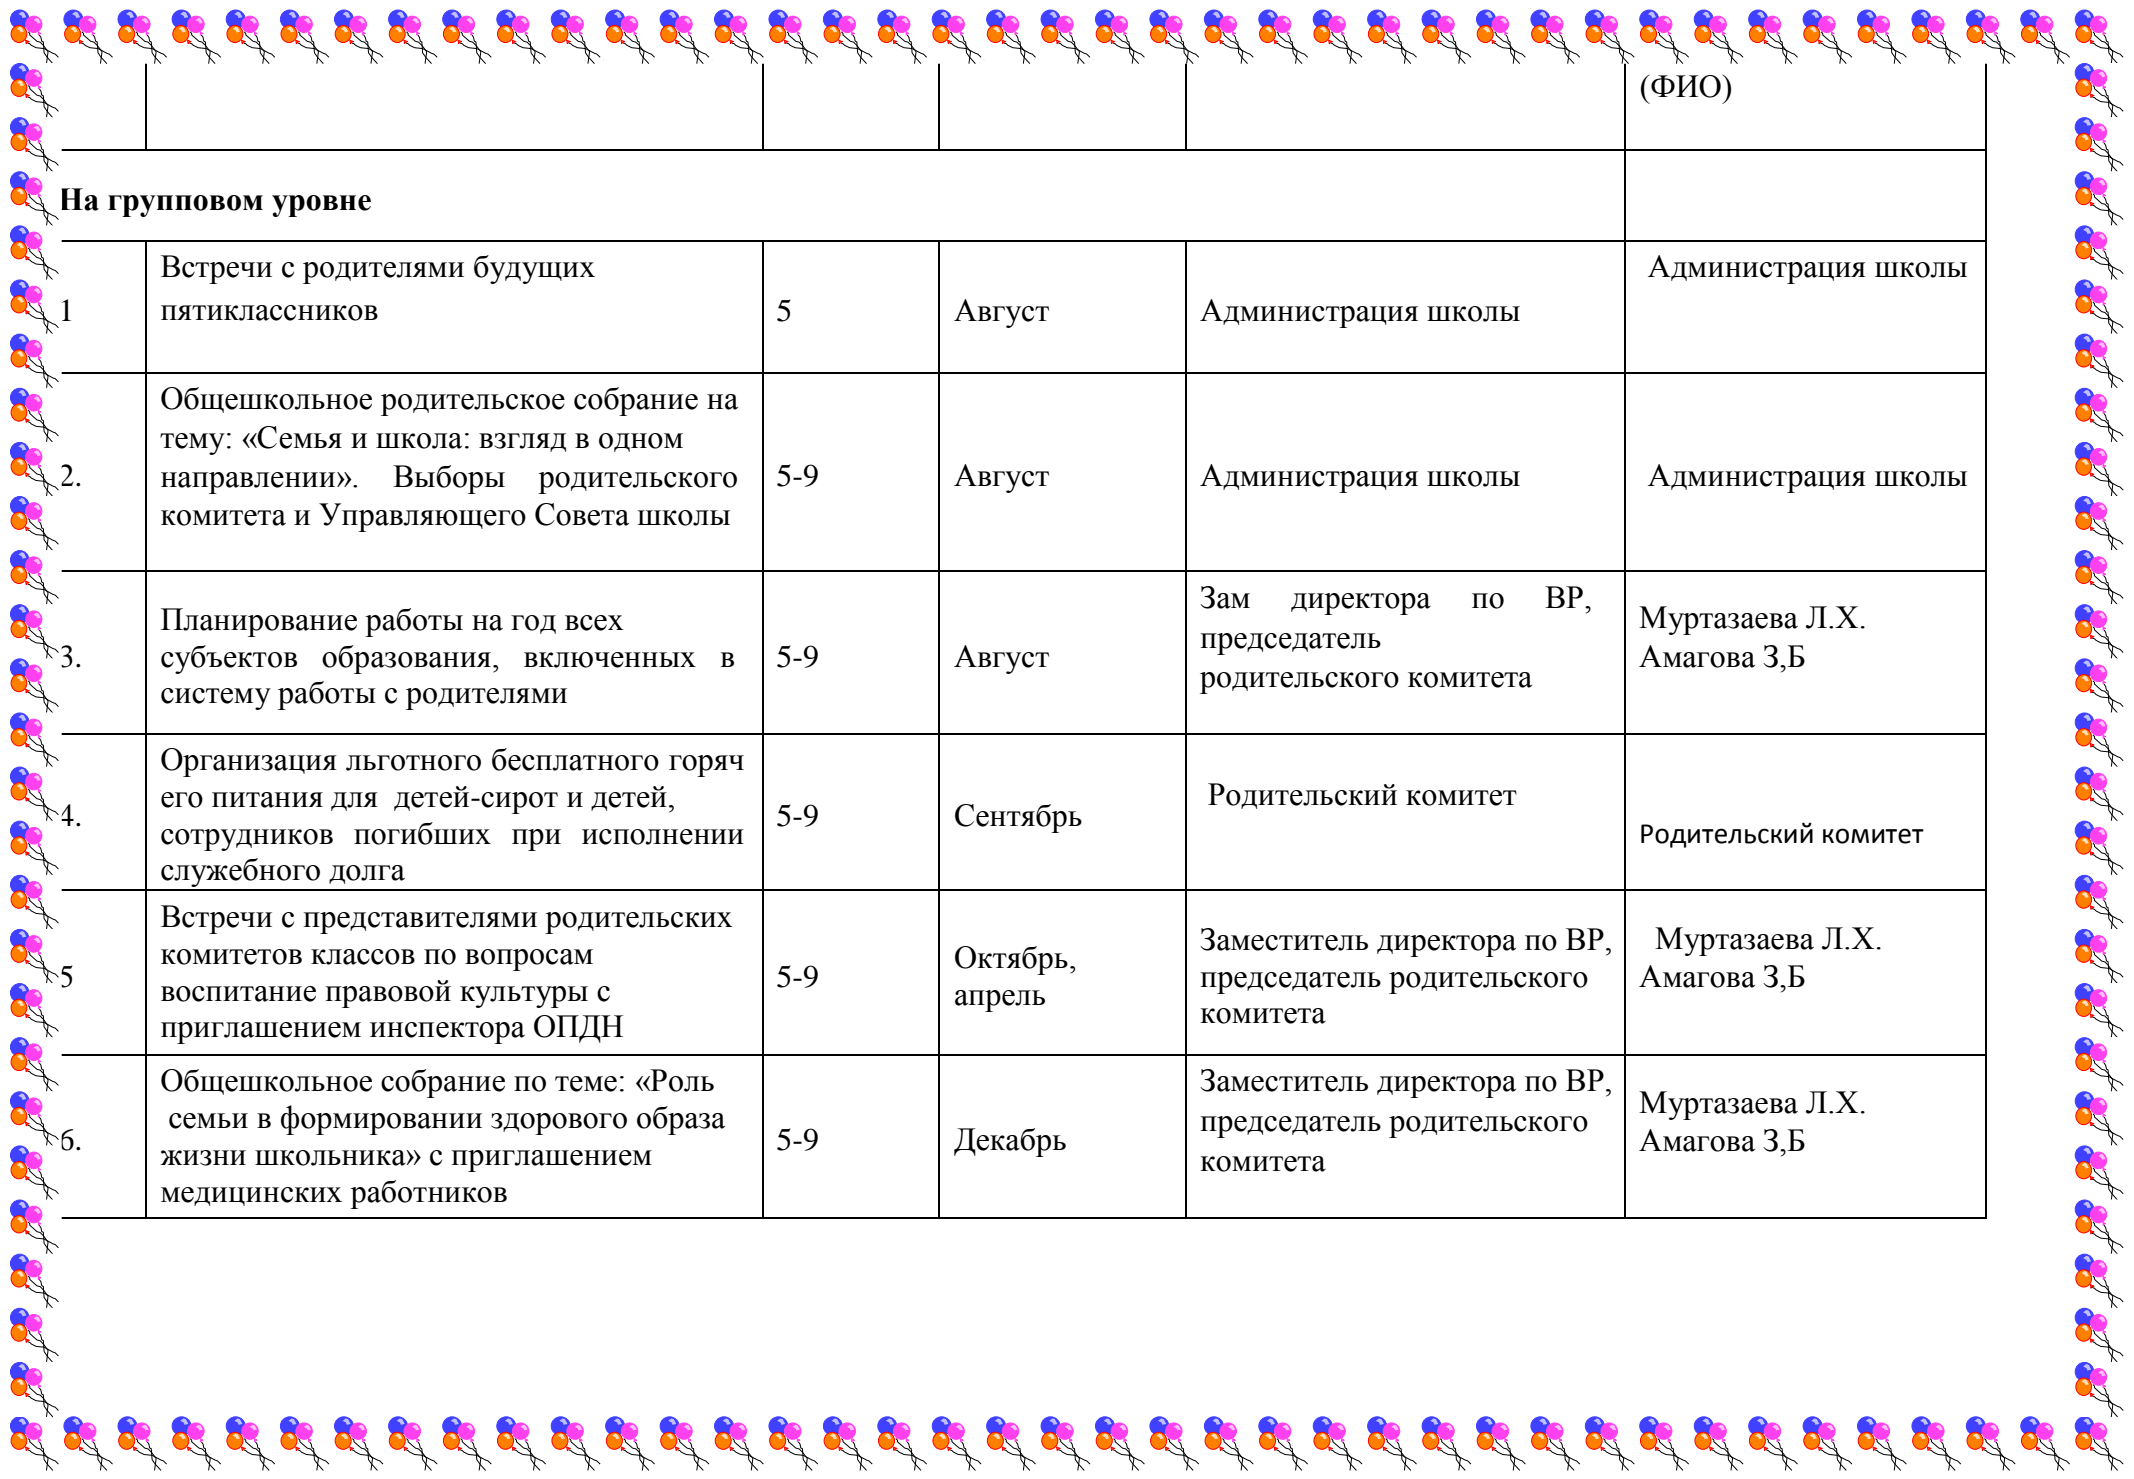 (ФИО)
На групповом уровне
1
Встречи с родителями будущих
пятиклассников
5
Август
Администрация школы
Администрация школы
2.
Общешкольное родительское собрание на
тему: «Семья и школа: взгляд в одном
направлении». Выборы родительского
комитета и Управляющего Совета школы
5-9
Август
Администрация школы
Администрация школы
3.
Планирование работы на год всех
субъектов образования, включенных в
систему работы с родителями
5-9
Август
Зам директора по ВР,
председатель
родительского комитета
Муртазаева Л.Х.
Амагова З,Б
4.
Организация льготного бесплатного горяч
его питания для детей-сирот и детей,
сотрудников погибших при исполнении
служебного долга
5-9
Сентябрь
Родительский комитет
Родительский комитет
5
Встречи с представителями родительских
комитетов классов по вопросам
воспитание правовой культуры с
приглашением инспектора ОПДН
5-9
Октябрь,
апрель
Заместитель директора по ВР,
председатель родительского
комитета
Муртазаева Л.Х.
Амагова З,Б
6.
Общешкольное собрание по теме: «Роль
семьи в формировании здорового образа
жизни школьника» с приглашением
медицинских работников
5-9
Декабрь
Заместитель директора по ВР,
председатель родительского
комитета
Муртазаева Л.Х.
Амагова З,Б